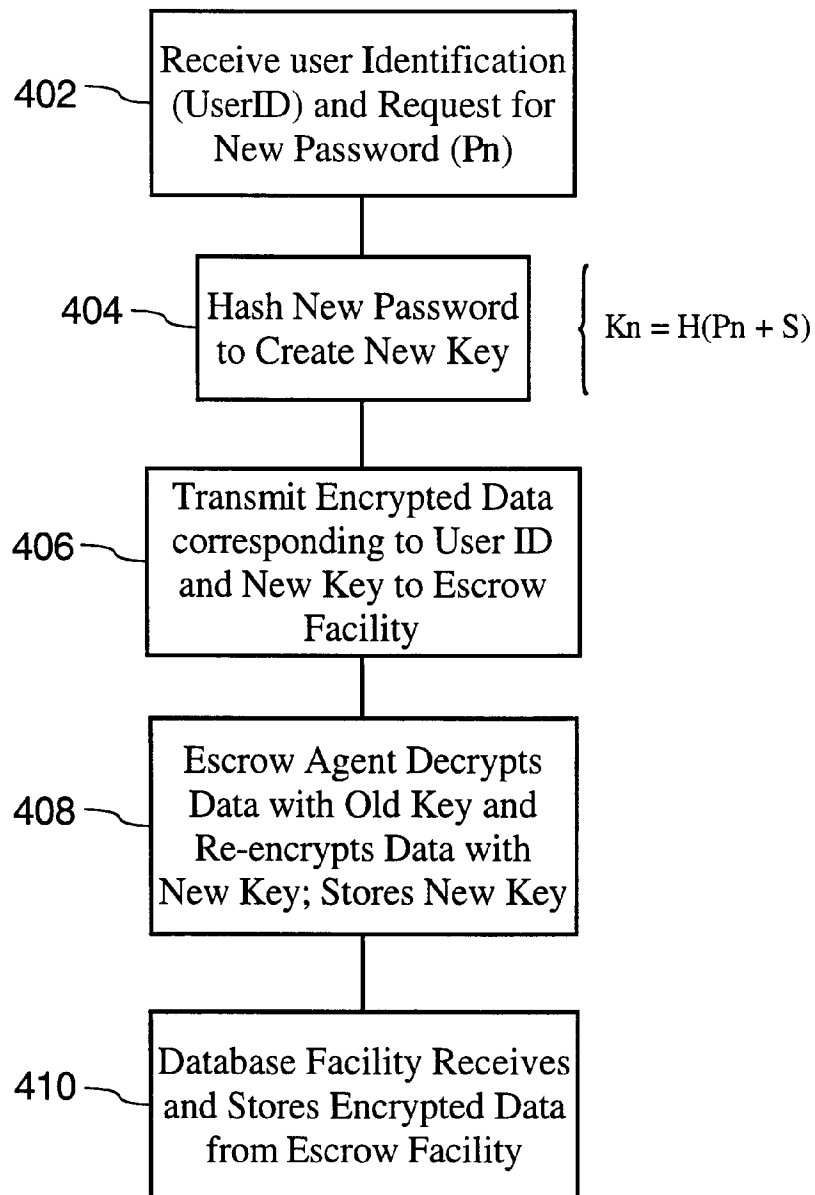 402
Receive user Identification
(UserID) and Request for
New Password (Pn)
404
Hash New Password
to Create New Key
Kn = H(Pn + S)
406
Transmit Encrypted Data
corresponding to User ID
and New Key to Escrow
Facility
408
Escrow Agent Decrypts
Data with Old Key and
Re-encrypts Data with
New Key; Stores New Key
410
Database Facility Receives
and Stores Encrypted Data
from Escrow Facility